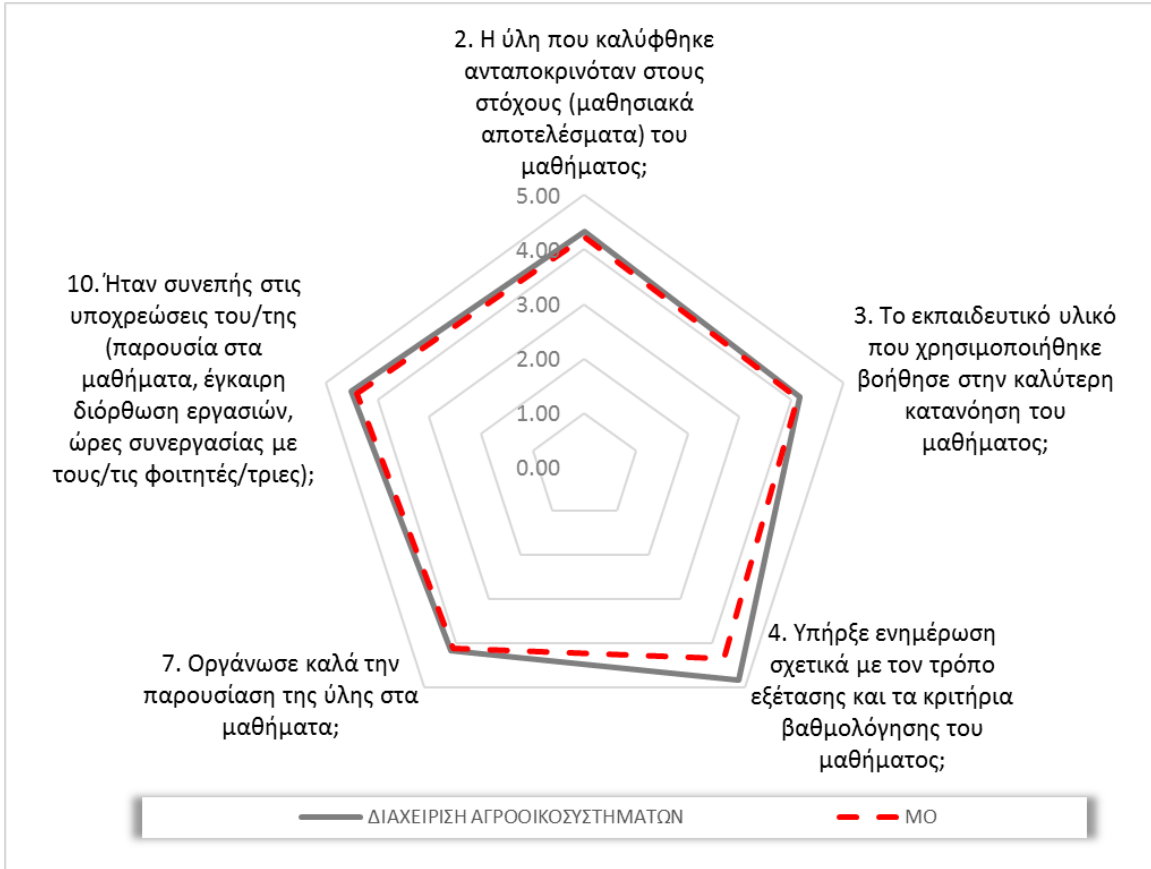 2. Η ύλη που καλύφθηκε
ανταποκρινόταν στους
στόχους (μαθησιακά
αποτελέσματα) του
μαθήματος;
5.00
4.00
3.00
2.00
1.00
0.00
3. Το εκπαιδευτικό υλικό
που χρησιμοποιήθηκε
βοήθησε στην καλύτερη
κατανόηση του
μαθήματος;
4. Υπήρξε ενημέρωση
σχετικά με τον τρόπο
εξέτασης και τα κριτήρια
βαθμολόγησης του
μαθήματος;
7. Οργάνωσε καλά την
παρουσίαση της ύλης στα
μαθήματα;
10. Ήταν συνεπής στις
υποχρεώσεις του/της
(παρουσία στα
μαθήματα, έγκαιρη
διόρθωση εργασιών,
ώρες συνεργασίας με
τους/τις φοιτητές/τριες);
ΔΙΑΧΕΙΡΙΣΗ ΑΓΡΟΟΙΚΟΣΥΣΤΗΜΑΤΩΝ
ΜΟ